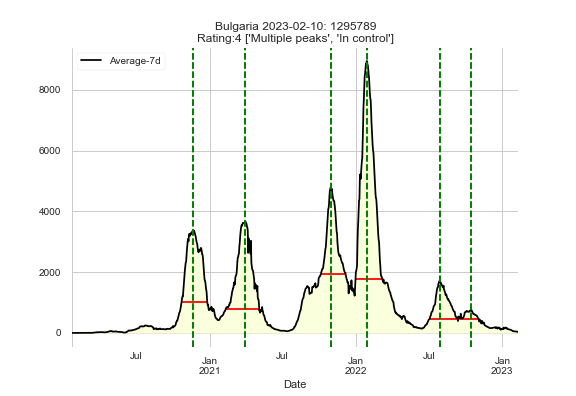 Bulgaria 2023-02-10: 1295789
Rating:4 ['Multiple peaks', 'In control']
Average-7d
8000
6000
4000
2000
0
Jul
Jan
2021
Jul
Jan
2022
Jul
Jan
2023
Date